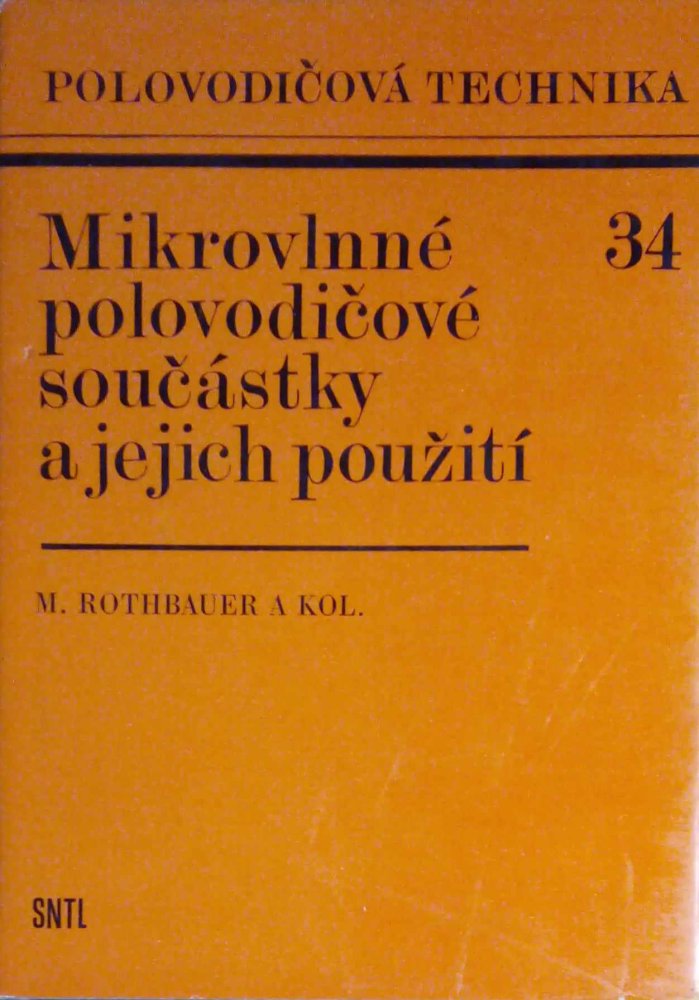 POLOVODIČOVÁ TECHNIKA
Mikrovlnné 34
polovodičové
součástky
a jejich použití
M. ROTHBAUER A KOL.
SNTL